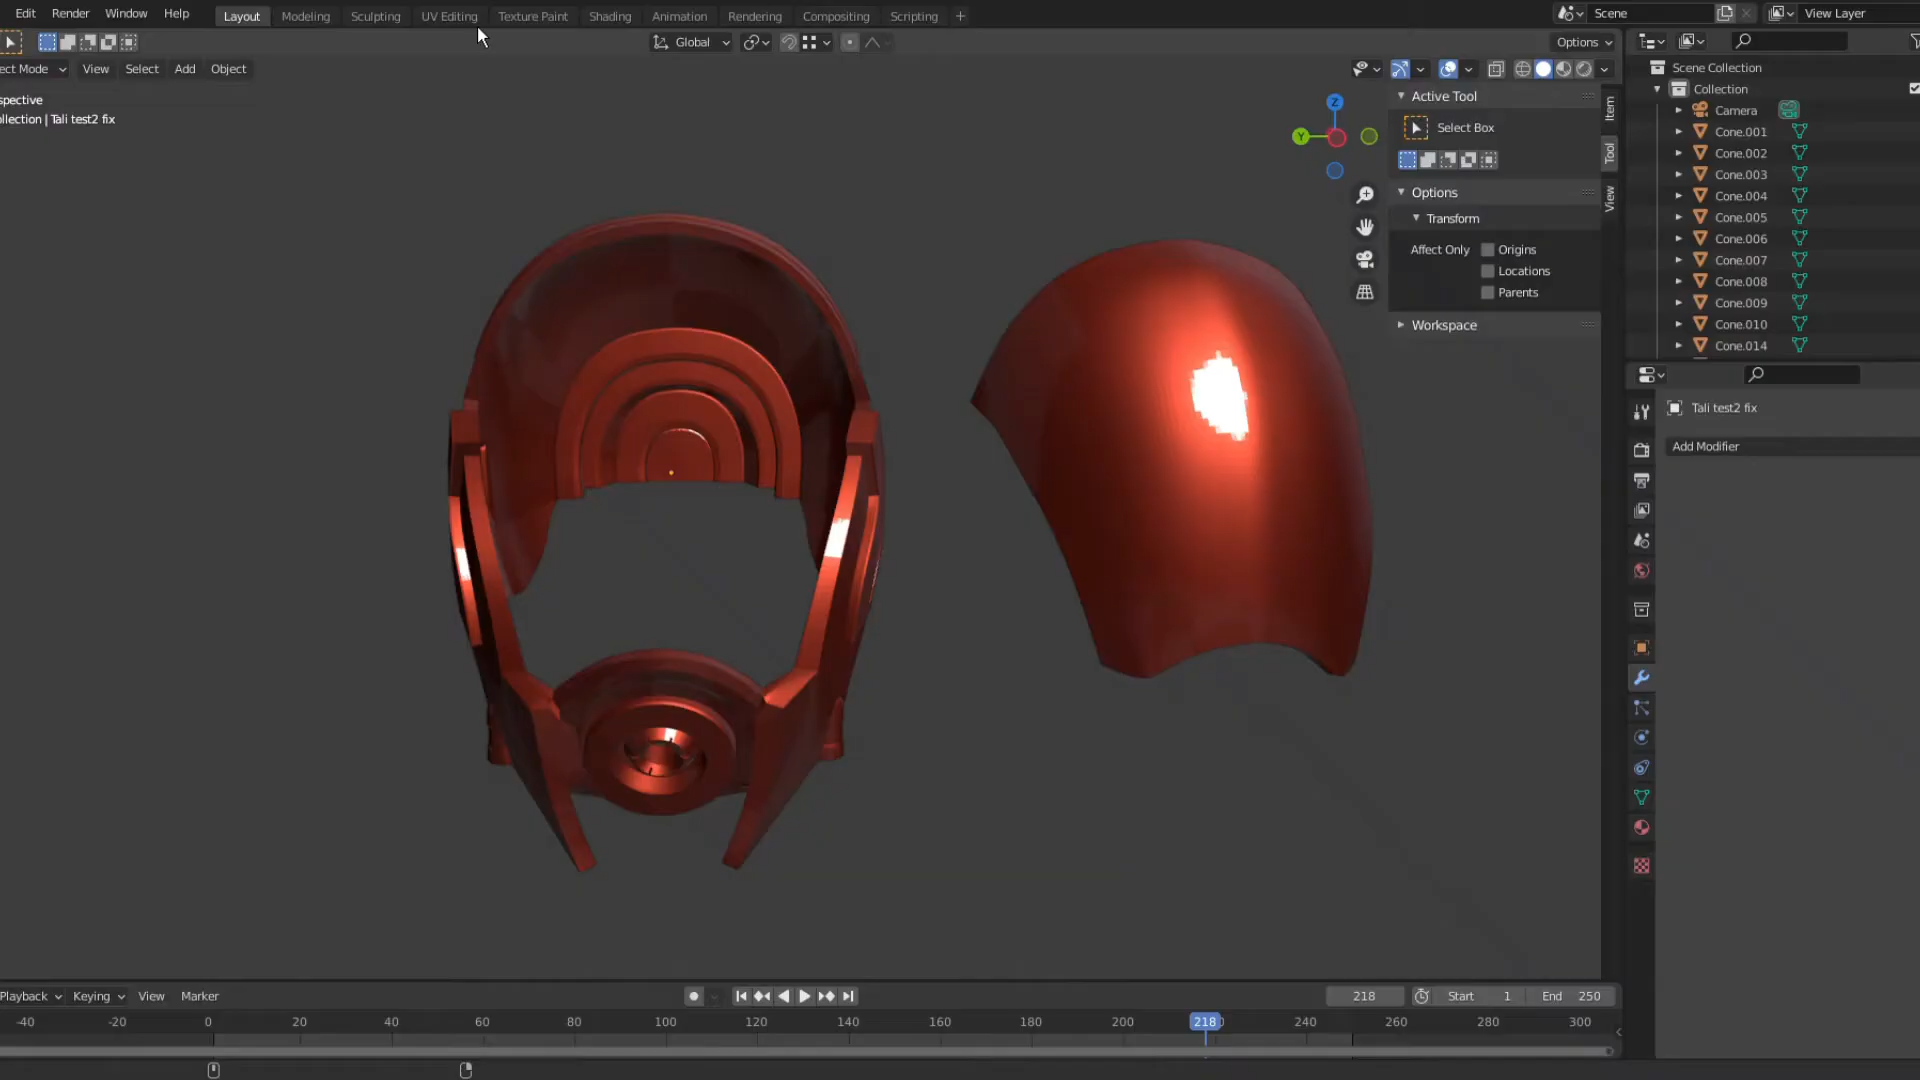 Edit Render Window Help Layout Modeling Sculpting UV Editing Texture Paint Shading Animation Rendering Compositing Scripting + Scene View Layer
Global Options
ect Mode View Select Add Object
Scene Collection
spective
Active Tool
Collection
llection | Tali test2 fix
Camera
Select Box
Cone.001
Cone.002
Cone.003
Options
Cone.004
Transform
Cone.005
Affect Only Origins
Cone.006
Locations
Cone.007
Parents
Cone.008
Cone.009
Workspace
Cone.010
Cone.014
Item
Tool
View
Z
Y
Tali test2 fix
Add Modifier
Playback Keying View Marker 218 Start 1 End 250
-40 -20 0 20 40 60 80 100 120 140 160 180 200 218 240 260 280 300